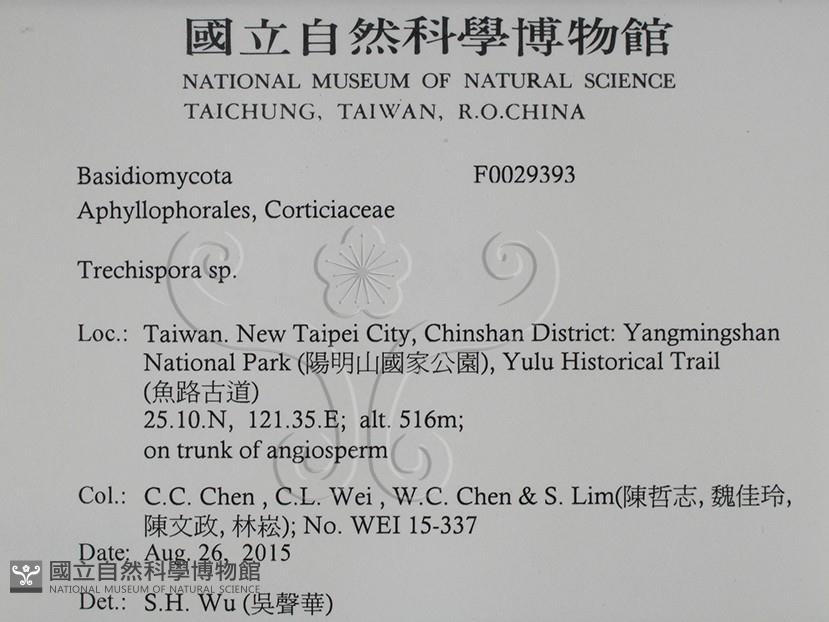 國立自然科學博物館
NATIONAL MUSEUM OF NATURAL SCIENCE
TAICHUNG, TAIWAN, R.O.CHINA
Basidiomycota F0029393
Aphyllophorales, Corticiaceae
Trechispora sp.
Loc.: Taiwan. New Taipei City, Chinshan District: Yangmingshan
National Park (陽明山國家公園), Yulu Historical Trail
(魚路古道)
25.10.N, 121.35.E; alt. 516m;
on trunk of angiosperm
Col.: C.C. Chen , C.L. Wei , W.C. Chen & S. Lim(陳哲志, 魏佳玲,
陳文政, 林崧); No. WEI 15-337
Date: Aug. 26, 2015
國立自然科學博物館
NATIONAL MUSEUM OF NATURAL SCIENCE
Det.: S.H. Wu (吳聲華)